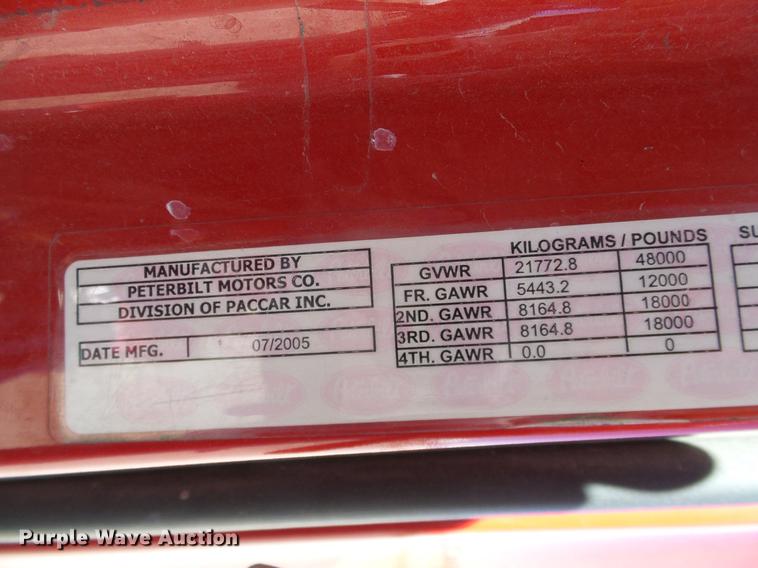 MANUFACTURED BY
PETERBILT MOTORS CO.
DIVISION OF PACCAR INC.
DATE MFG. 07/2005
KILOGRAMS / POUNDS
GVWR 21772.8 48000
FR. GAWR 5443.2 12000
2ND. GAWR 8164.8 18000
3RD. GAWR 8164.8 18000
4TH. GAWR 0.0 0
SU
Purple Wave Auction